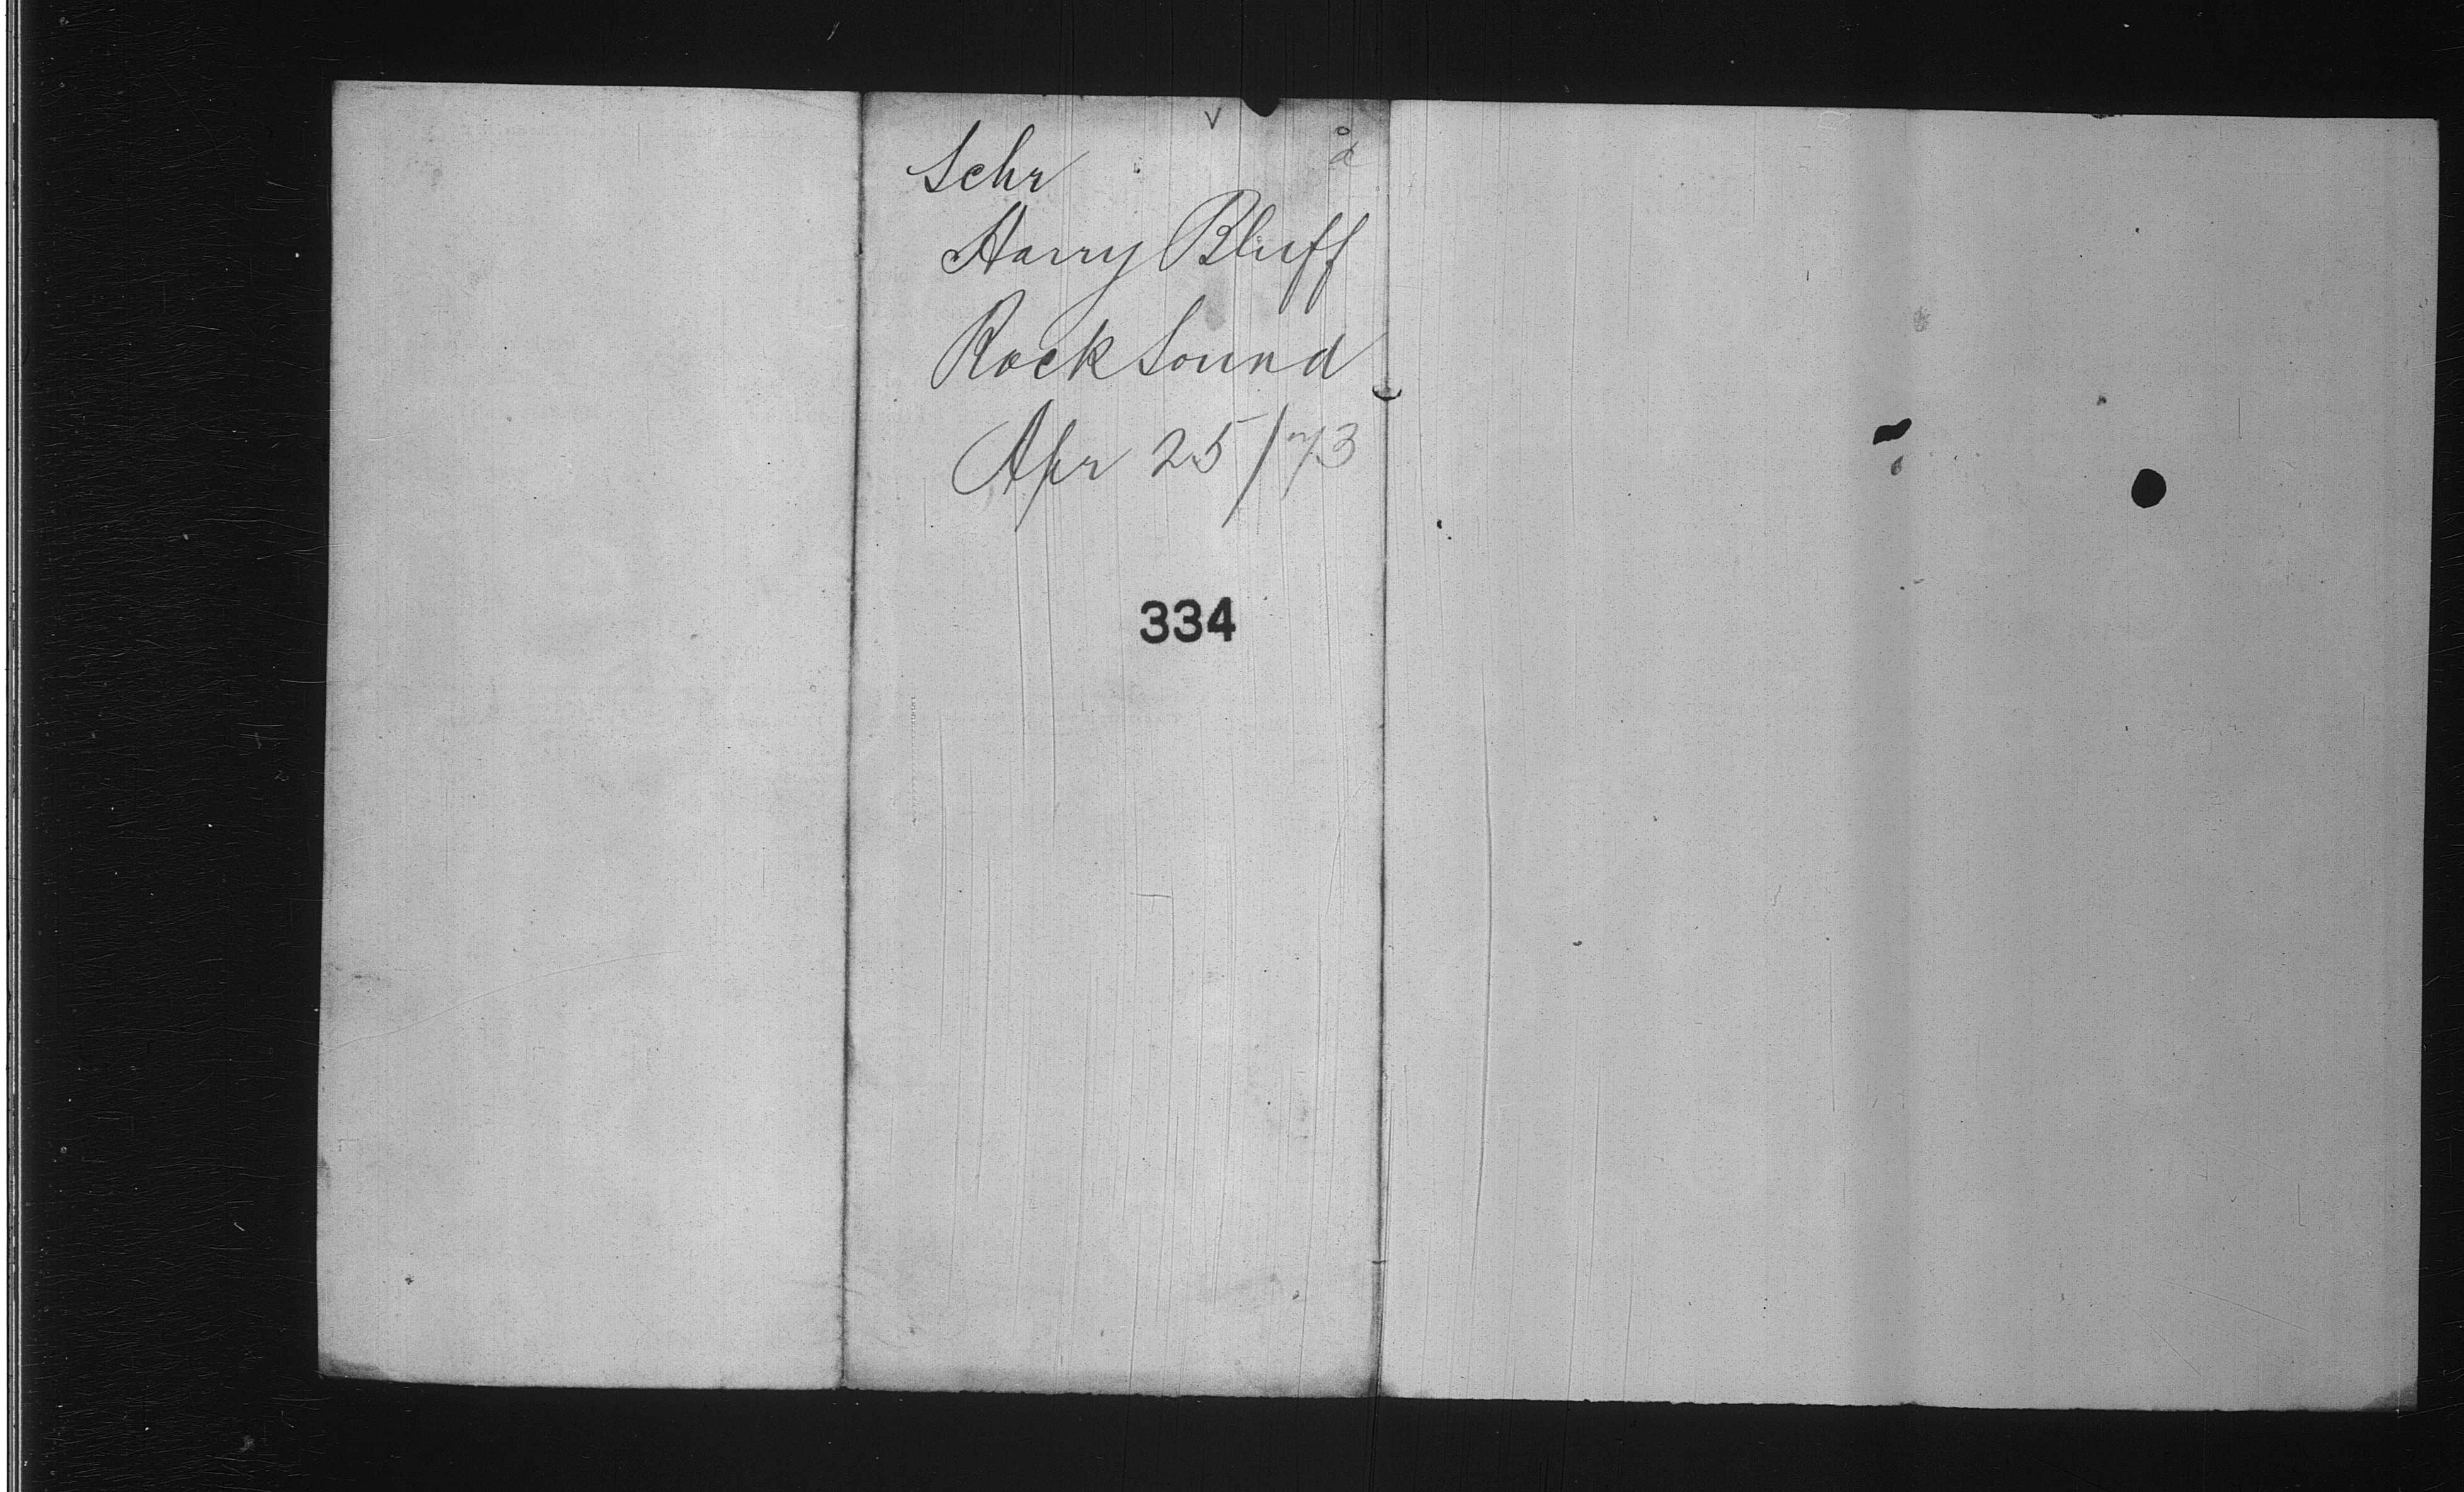 Schr
Harry Bluff
Rock Sound
Apr 25/73
334